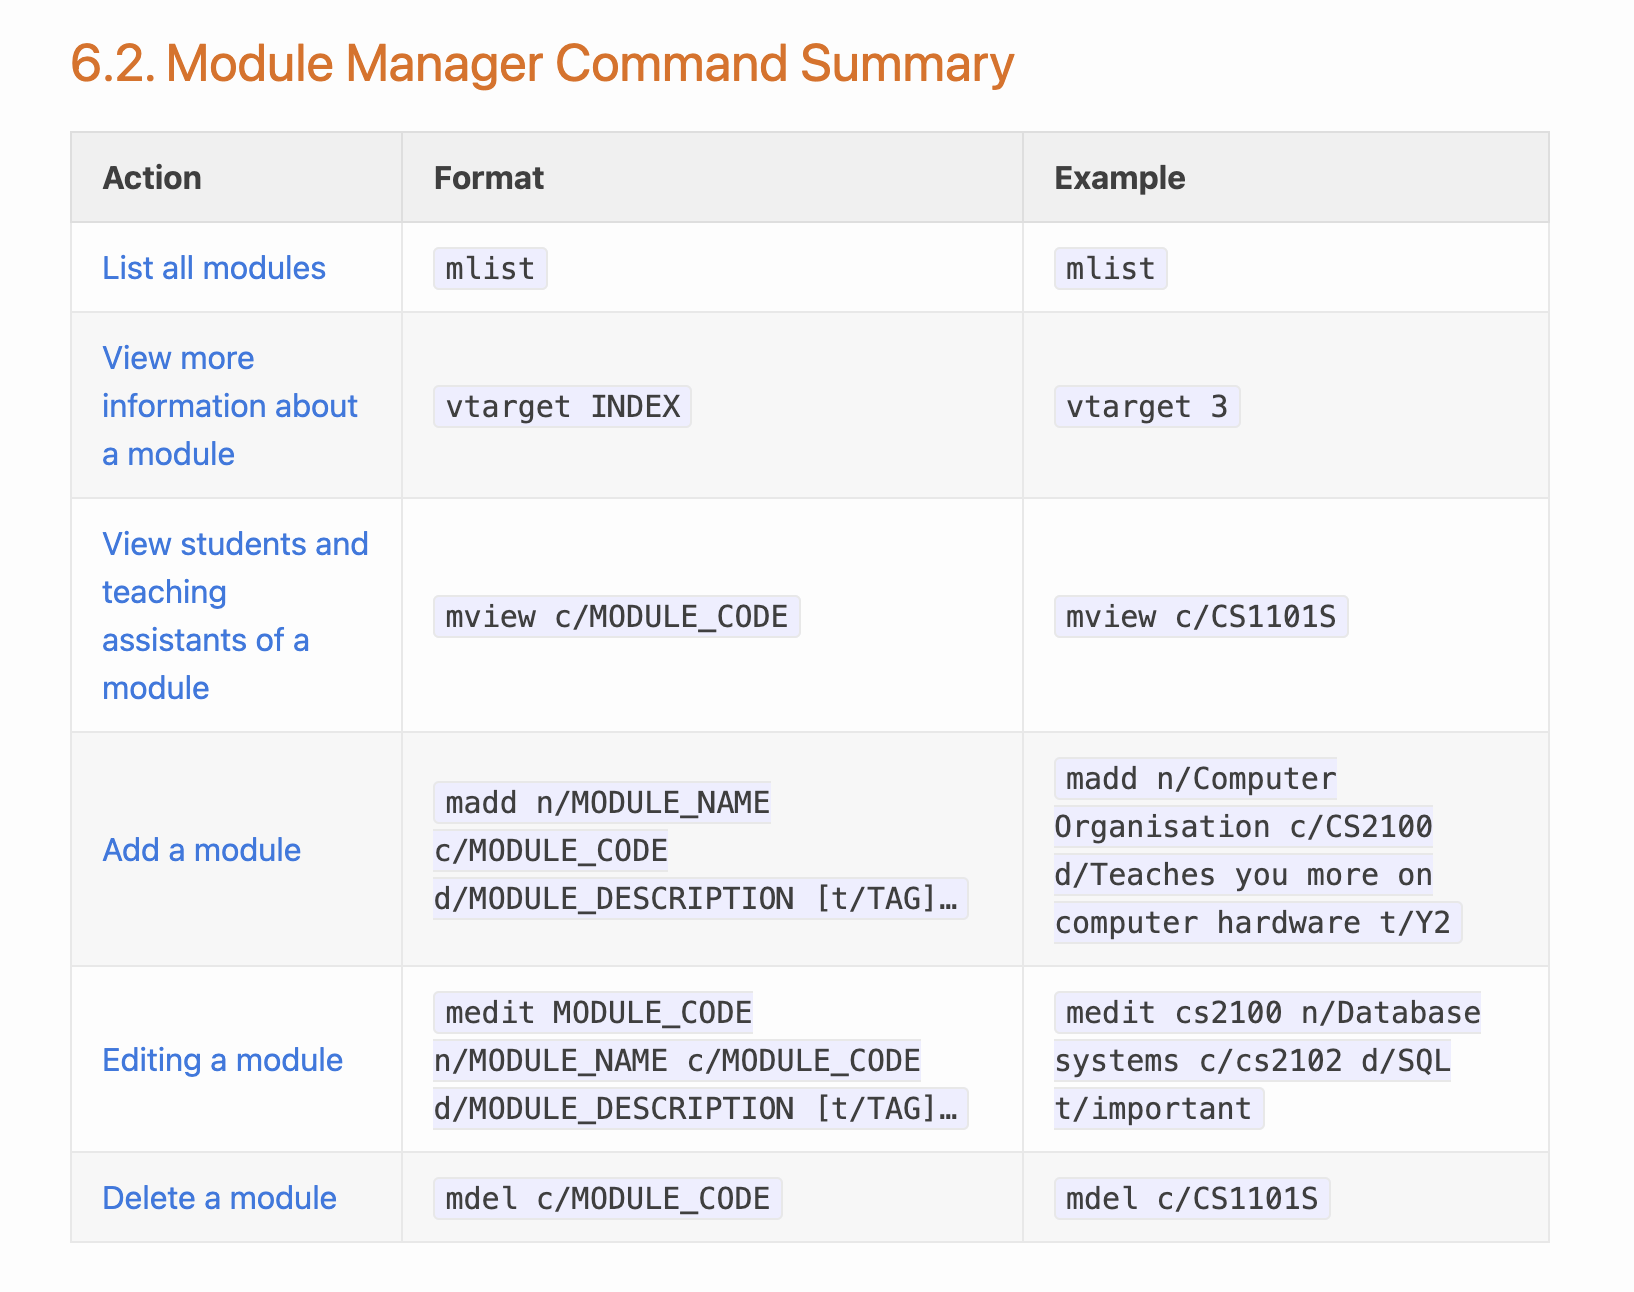 6.2. Module Manager Command Summary
Action
Format
Example
List all modules
mlist
mlist
View more
information about
a module
vtarget INDEX
vtarget 3
View students and
teaching
assistants of a
module
mview c/MODULE_CODE
mview c/CS1101S
Add a module
madd n/MODULE_NAME
c/MODULE_CODE
d/MODULE_DESCRIPTION [t/TAG]…
madd n/Computer
Organisation c/CS2100
d/Teaches you more on
computer hardware t/Y2
Editing a module
medit MODULE_CODE
n/MODULE_NAME c/MODULE_CODE
d/MODULE_DESCRIPTION [t/TAG]…
medit cs2100 n/Database
systems c/cs2102 d/SQL
t/important
Delete a module
mdel c/MODULE_CODE
mdel c/CS1101S